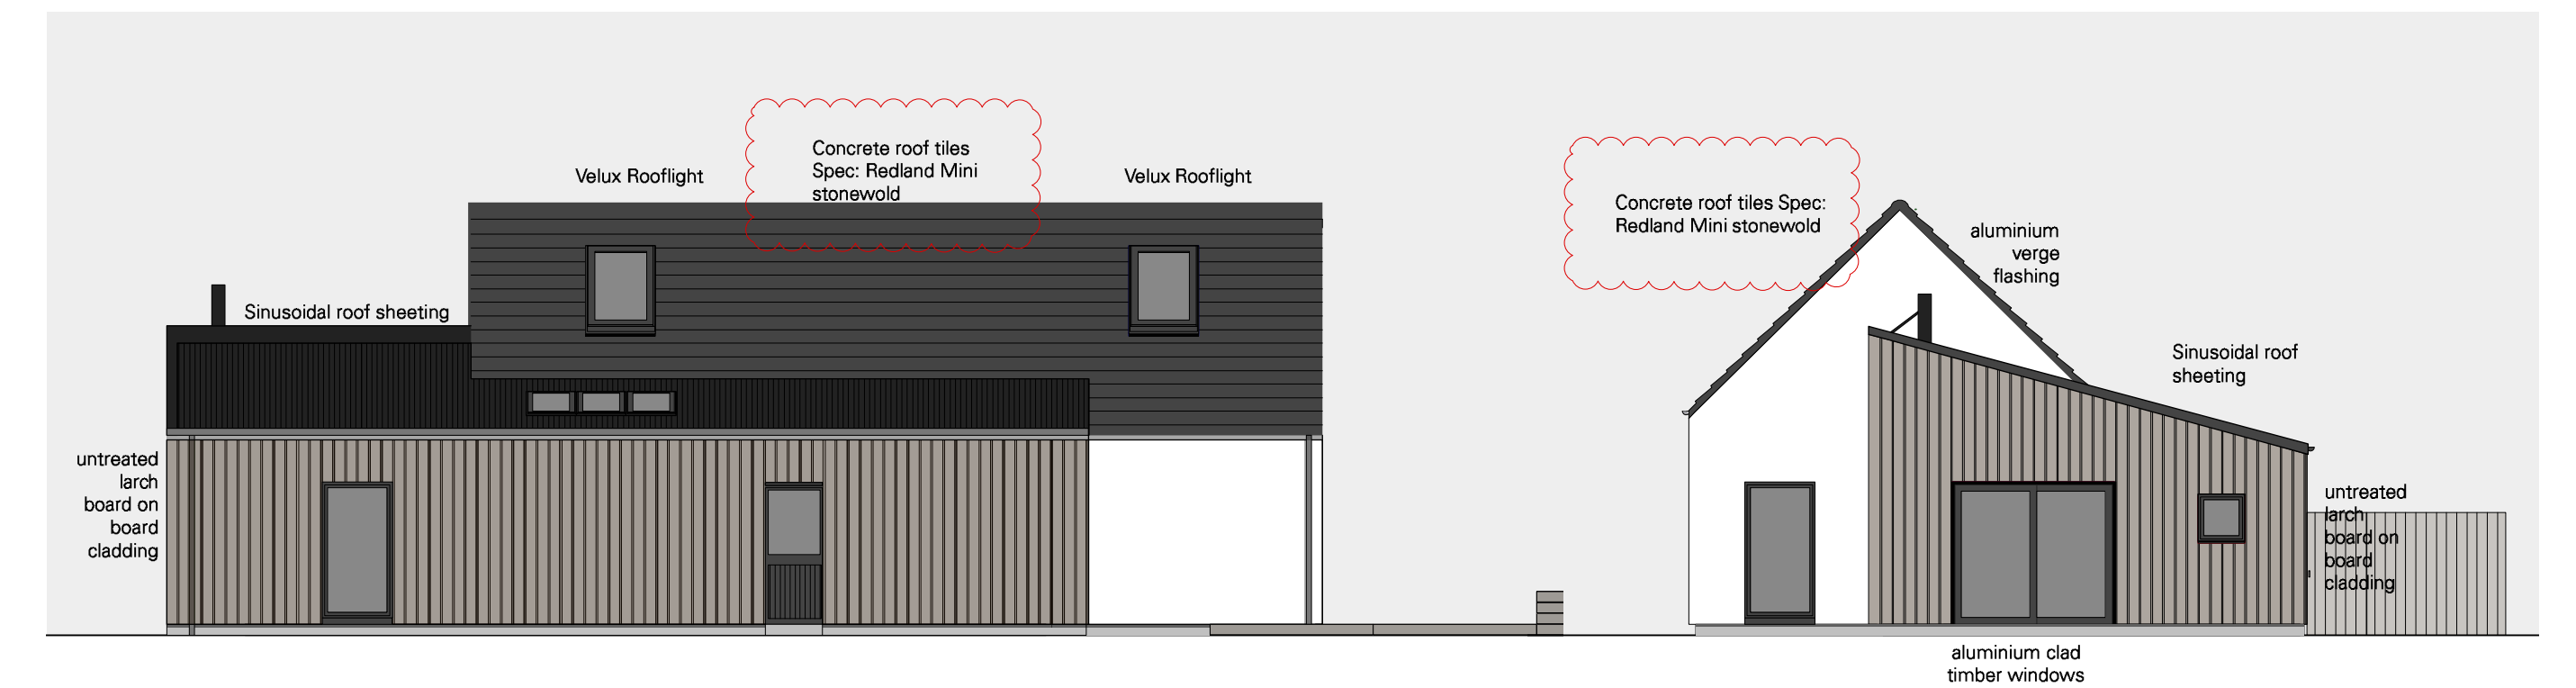 Concrete roof tiles
Spec: Redland Mini
stonewold
Velux Rooflight
Velux Rooflight
Sinusoidal roof sheeting
untreated
larch
board on
board
cladding
Concrete roof tiles Spec:
Redland Mini stonewold
aluminium
verge
flashing
Sinusoidal roof
sheeting
untreated
larch
board on
board
cladding
aluminium clad
timber windows